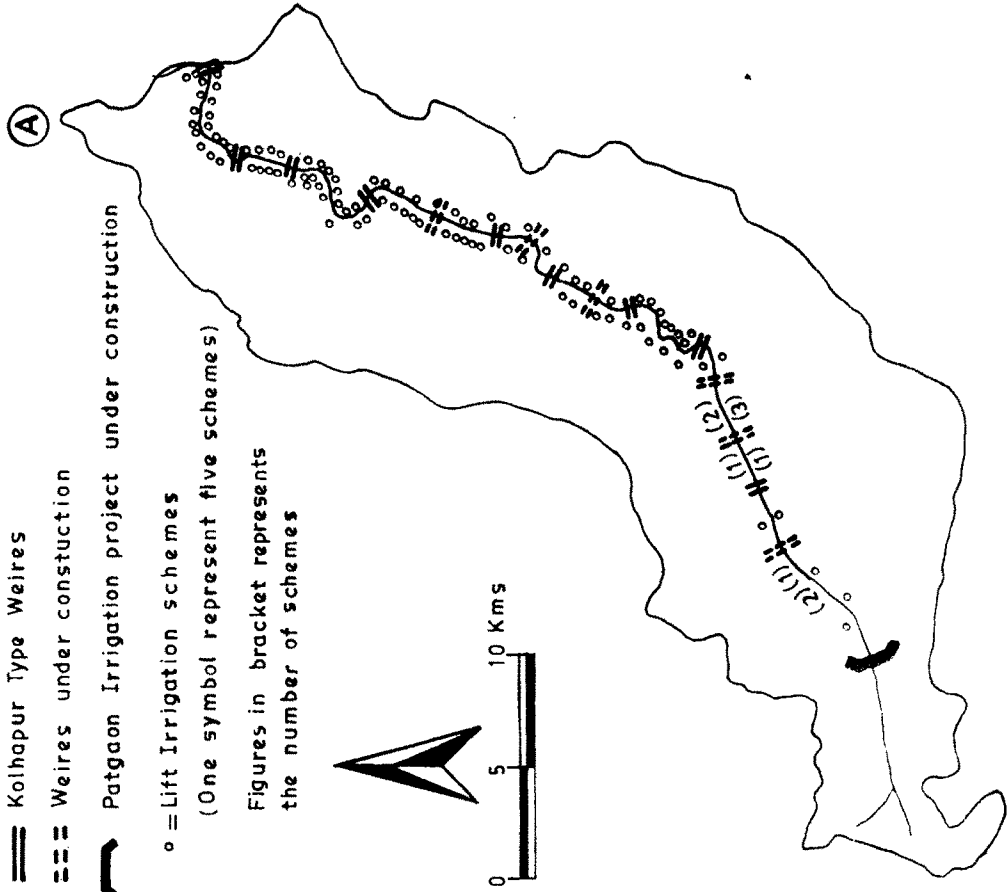 A
Kolhapur Type Weires
Weires under constuction
Patgaon Irrigation project under construction
o = Lift Irrigation schemes
(One symbol represent five schemes)
Figures in bracket represents
the number of schemes
0 5 10 Kms
(2)
(3)
(1)
(1)
(1)
(2)